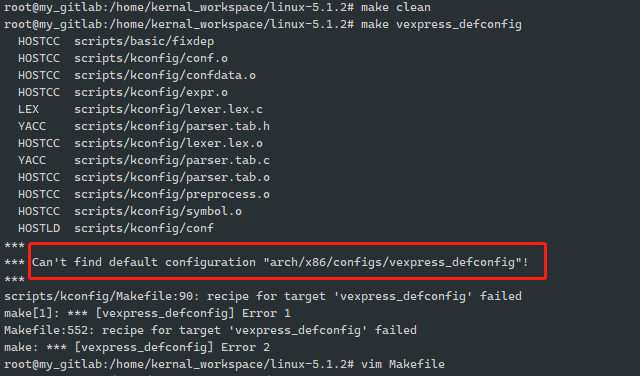 root@my_gitlab:/home/kernal_workspace/linux-5.1.2# make clean
root@my_gitlab:/home/kernal_workspace/linux-5.1.2# make vexpress_defconfig
  HOSTCC  scripts/basic/fixdep
  HOSTCC  scripts/kconfig/conf.o
  HOSTCC  scripts/kconfig/confdata.o
  HOSTCC  scripts/kconfig/expr.o
  LEX     scripts/kconfig/lexer.lex.c
  YACC    scripts/kconfig/parser.tab.h
  HOSTCC  scripts/kconfig/lexer.lex.o
  YACC    scripts/kconfig/parser.tab.c
  HOSTCC  scripts/kconfig/parser.tab.o
  HOSTCC  scripts/kconfig/preprocess.o
  HOSTCC  scripts/kconfig/symbol.o
  HOSTLD  scripts/kconfig/conf
***
*** Can't find default configuration "arch/x86/configs/vexpress_defconfig"!
***
scripts/kconfig/Makefile:90: recipe for target 'vexpress_defconfig' failed
make[1]: *** [vexpress_defconfig] Error 1
Makefile:552: recipe for target 'vexpress_defconfig' failed
make: *** [vexpress_defconfig] Error 2
root@my_gitlab:/home/kernal_workspace/linux-5.1.2# vim Makefile